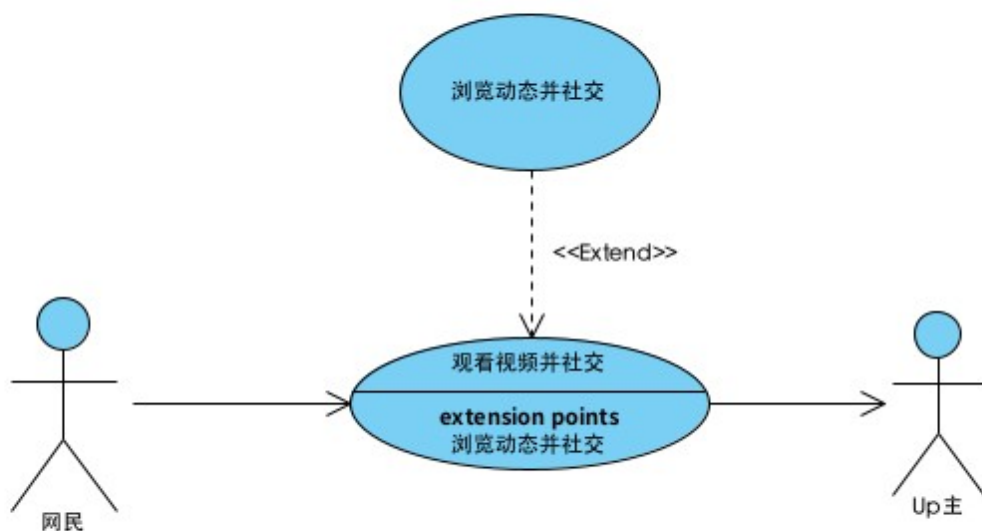 浏览动态并社交
<<Extend>>
观看视频并社交
extension points
浏览动态并社交
网民
Up主